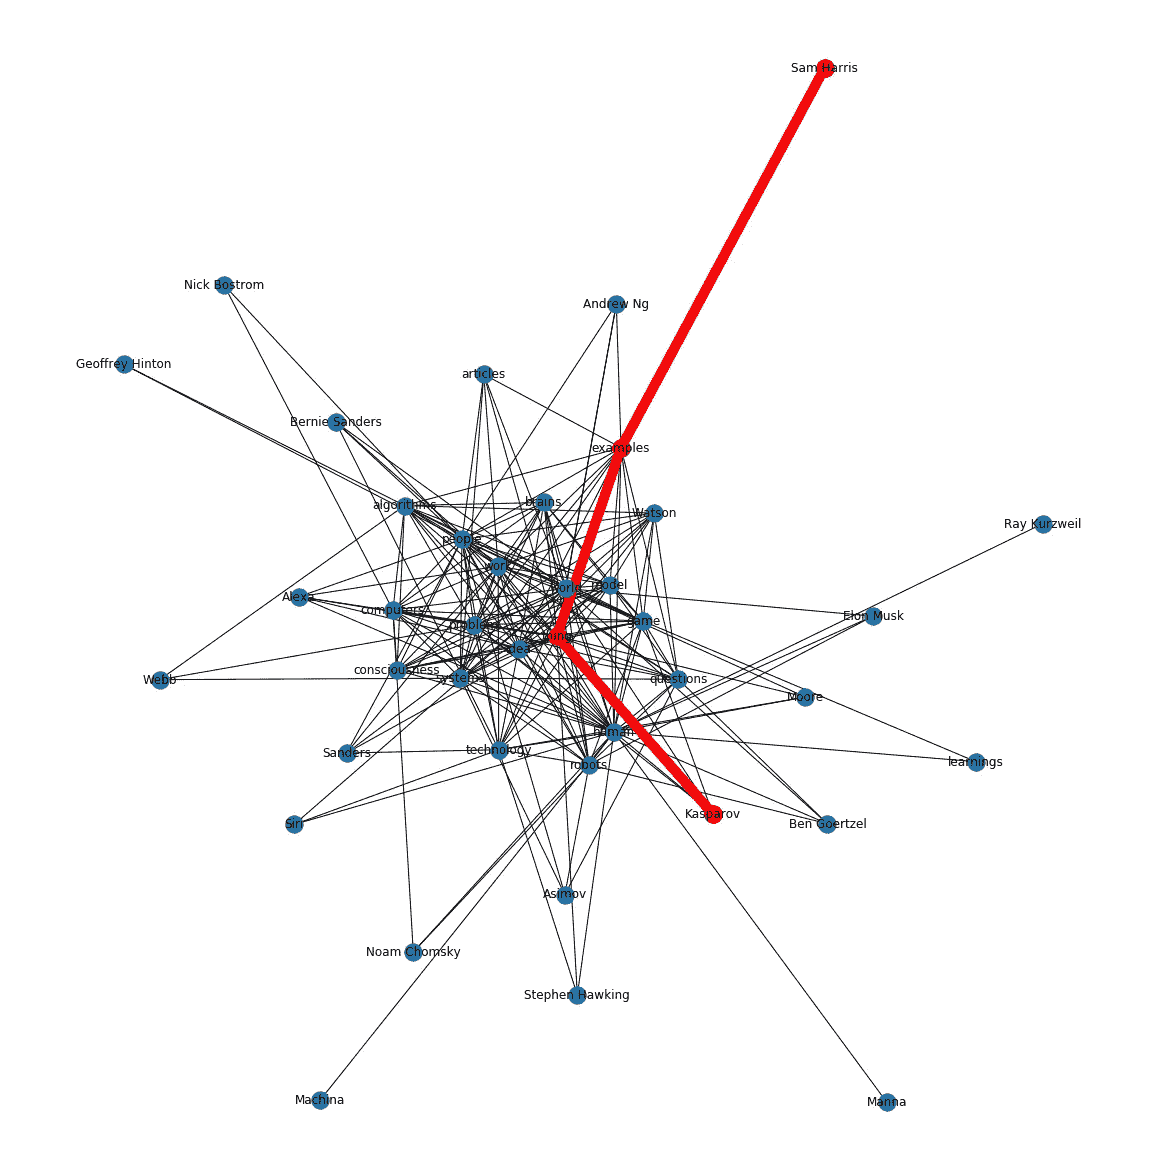 Sam Harris
Nick Bostrom
Andrew Ng
Geoffrey Hinton
articles
Bernie Sanders
examples
brains
algorithms
Watson
Ray Kurzweil
people
work
model
world
Alexa
computers
Elon Musk
game
problem
idea
consciousness
systems
questions
Webb
Moore
human
technology
Sanders
robots
learnings
Kasparov
Siri
Ben Goertzel
Asimov
Noam Chomsky
Stephen Hawking
Machina
Manna